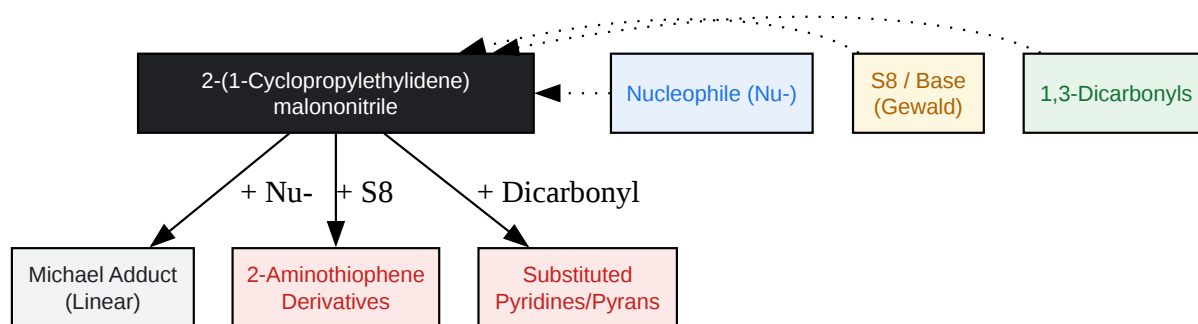 2-(1-Cyclopropylethylidene)
malononitrile
Nucleophile (Nu-)
S8 / Base
(Gewald)
1,3-Dicarbonyls
+ Nu-
+ S8
+ Dicarbonyl
Michael Adduct
(Linear)
2-Aminothiophene
Derivatives
Substituted
Pyridines/Pyrans